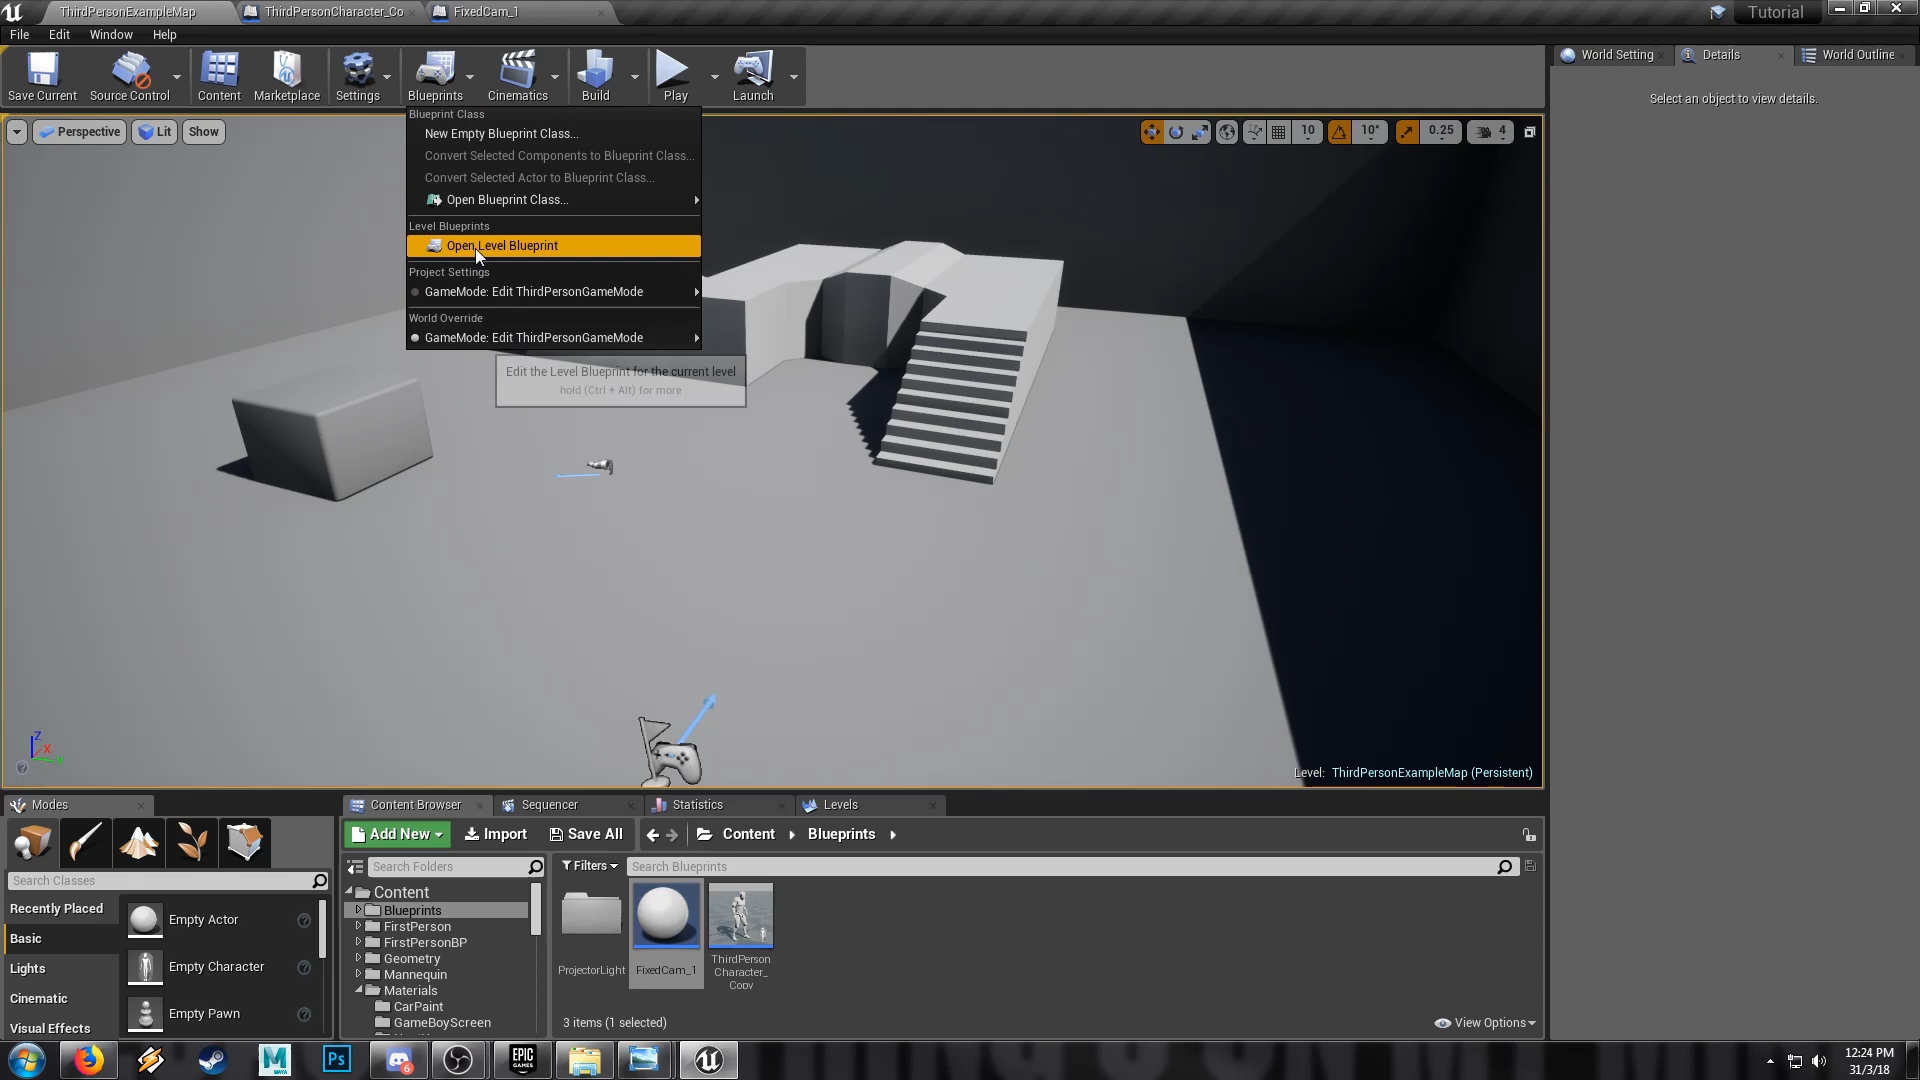 ThirdPersonExampleMap
ThirdPersonCharacter_Co
FixedCam_1
Tutorial
File Edit Window Help
Save Current
Source Control
Content
Marketplace
Settings
Blueprints
Cinematics
Build
Play
Launch
World Setting
Details
World Outline
Select an object to view details.
Perspective
Lit
Show
10
10°
0.25
4
Blueprint Class
New Empty Blueprint Class...
Convert Selected Components to Blueprint Class...
Convert Selected Actor to Blueprint Class...
Open Blueprint Class...
Level Blueprints
Open Level Blueprint
Project Settings
GameMode: Edit ThirdPersonGameMode
World Override
GameMode: Edit ThirdPersonGameMode
Edit the Level Blueprint for the current level
hold (Ctrl + Alt) for more
Z
X
Y
Level: ThirdPersonExampleMap (Persistent)
Modes
Search Classes
Recently Placed
Basic
Lights
Cinematic
Visual Effects
Empty Actor
Empty Character
Empty Pawn
Content Browser
Sequencer
Statistics
Levels
Add New
Import
Save All
Content
Blueprints
Search Folders
Filters
Search Blueprints
Content
Blueprints
FirstPerson
FirstPersonBP
Geometry
Mannequin
Materials
CarPaint
GameBoyScreen
ProjectorLight
FixedCam_1
ThirdPerson
Character_
Copy
3 items (1 selected)
View Options
MAYA
Ps
6
EPIC
GAMES
12:24 PM
31/3/18